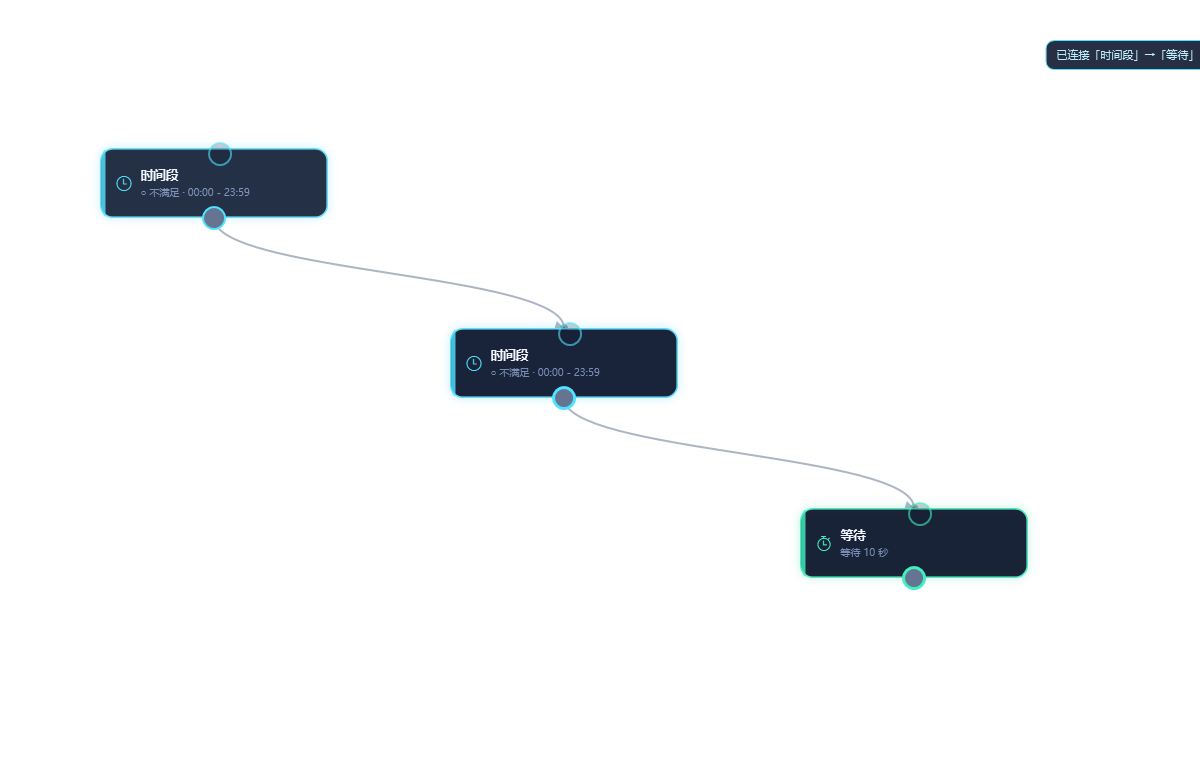 已连接「时间段」→「等待」
时间段
○ 不满足 · 00:00 - 23:59
时间段
○ 不满足 · 00:00 - 23:59
等待
等待 10 秒